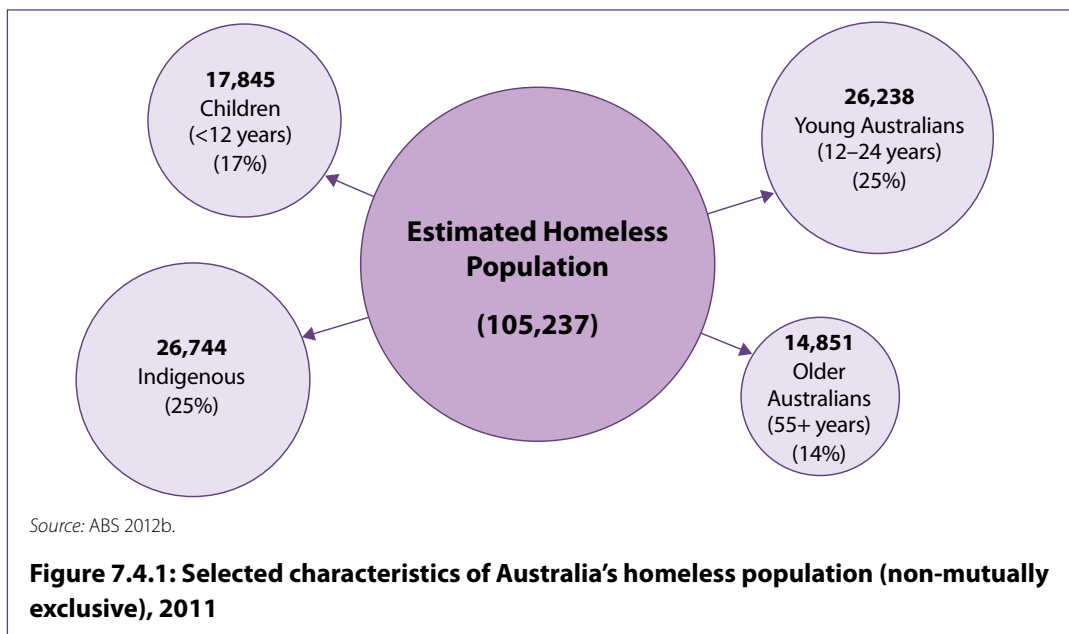 17,845
Children
(<12 years)
(17%)
26,238
Young Australians
(12–24 years)
(25%)
Estimated Homeless
Population
(105,237)
26,744
Indigenous
(25%)
14,851
Older
Australians
(55+ years)
(14%)
Source: ABS 2012b.
Figure 7.4.1: Selected characteristics of Australia’s homeless population (non-mutually
exclusive), 2011